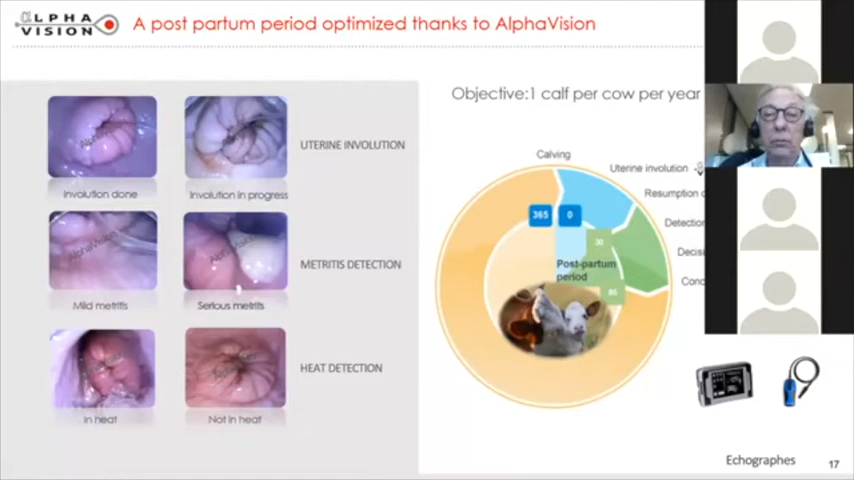 αLPHA
VISION
A post partum period optimized thanks to AlphaVision
Objective:1 calf per cow per year
UTERINE INVOLUTION
Involution done
Involution in progress
METRITIS DETECTION
Mild metritis
Serious metritis
HEAT DETECTION
In heat
Not in heat
Calving
Uterine involution
Resumption
365
0
30
Post-partum
period
Echographes
17